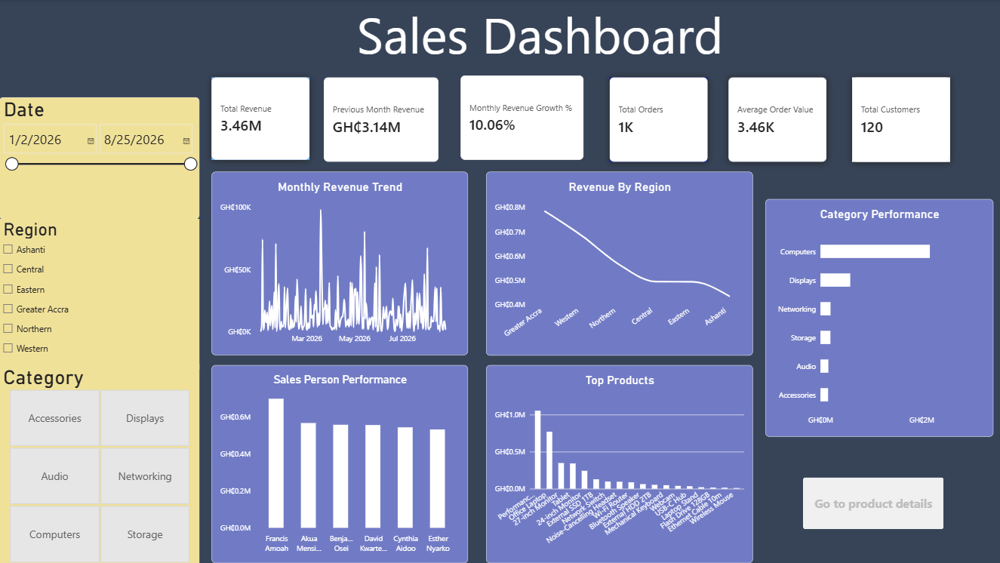 Sales Dashboard
Total Revenue
3.46M
Previous Month Revenue
GH₵3.14M
Monthly Revenue Growth %
10.06%
Total Orders
1K
Average Order Value
3.46K
Total Customers
120
Date
1/2/2026
8/25/2026
Region
Ashanti
Central
Eastern
Greater Accra
Northern
Western
Category
Accessories
Displays
Audio
Networking
Computers
Storage
Monthly Revenue Trend
GH₵100K
GH₵50K
GH₵0K
Mar 2026
May 2026
Jul 2026
Revenue By Region
GH₵0.8M
GH₵0.7M
GH₵0.6M
GH₵0.5M
GH₵0.4M
Greater Accra
Western
Northern
Central
Eastern
Ashanti
Category Performance
Computers
Displays
Networking
Storage
Audio
Accessories
GH₵0M
GH₵2M
Sales Person Performance
GH₵0.6M
GH₵0.4M
GH₵0.2M
GH₵0.0M
Francis
Amoah
Akua
Mensi...
Benja...
Osei
David
Kwarte...
Cynthia
Aidoo
Esther
Nyarko
Top Products
GH₵1.0M
GH₵0.5M
GH₵0.0M
Performanc...
Office Laptop
27-inch Monitor
Tablet
24-inch Monitor
External SSD 1TB
Network Switch
Noise-Cancelling Headset
Wi-Fi Router
Bluetooth Speaker
External HDD 2TB
Mechanical Keyboard
Webcam
USB-C Hub
Laptop Stand
Flash Drive 128GB
Ethernet Cable 10m
Wireless Mouse
Go to product details